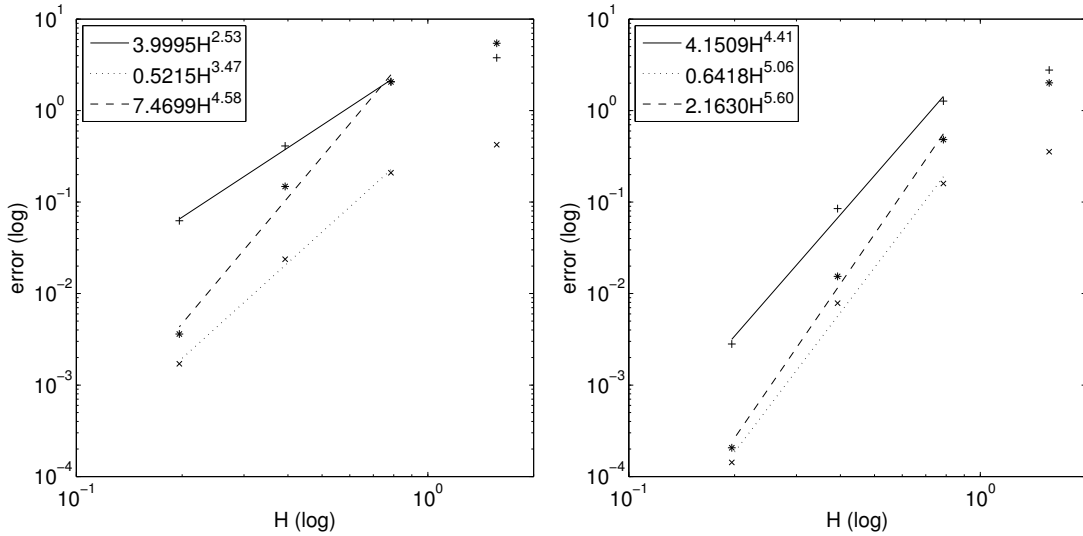 10^1
10^0
10^-1
10^-2
10^-3
10^-4
error (log)
3.9995H^2.53
0.5215H^3.47
7.4699H^4.58
10^-1
10^0
H (log)
10^1
10^0
10^-1
10^-2
10^-3
10^-4
error (log)
4.1509H^4.41
0.6418H^5.06
2.1630H^5.60
10^-1
10^0
H (log)